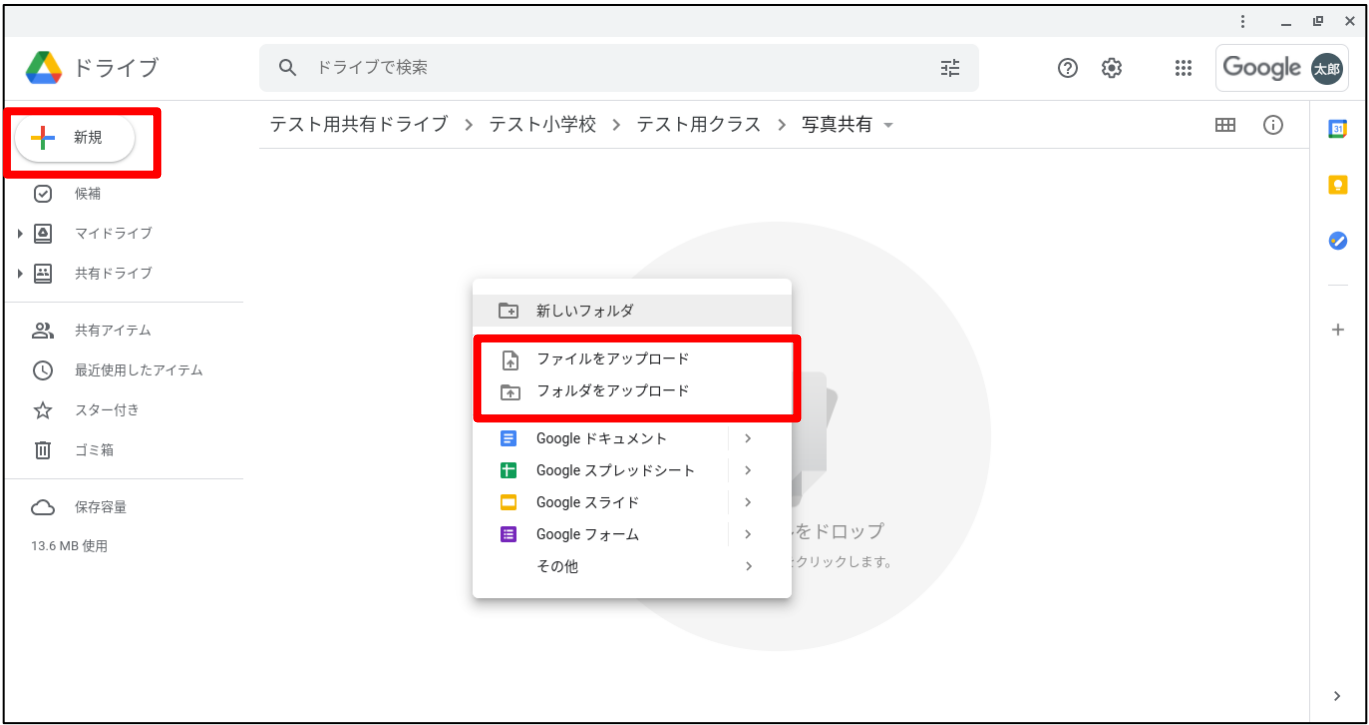 ドライブ
ドライブで検索
Google 太郎
新規
テスト用共有ドライブ > テスト小学校 > テスト用クラス > 写真共有
31
候補
マイドライブ
共有ドライブ
共有アイテム
最近使用したアイテム
スター付き
ゴミ箱
保存容量
13.6 MB 使用
新しいフォルダ
ファイルをアップロード
フォルダをアップロード
Google ドキュメント
Google スプレッドシート
Google スライド
Google フォーム
その他
をドロップ
クリックします。